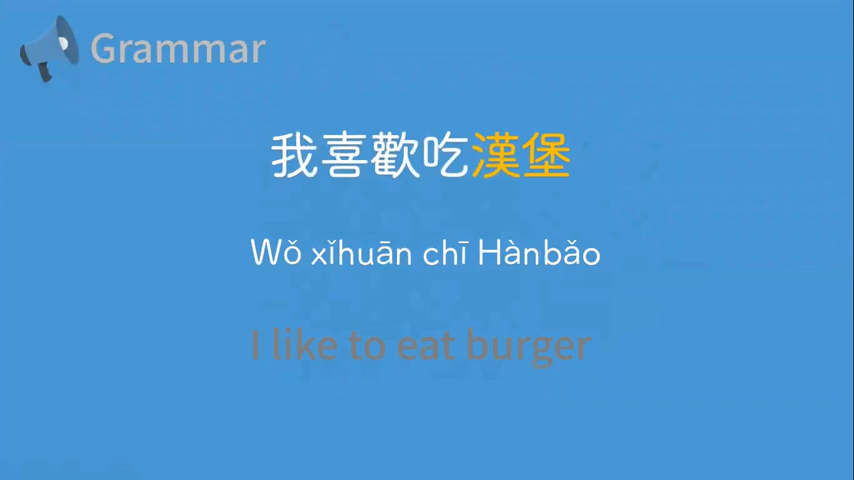 Grammar
我喜歡吃漢堡
Wǒ xǐhuān chī Hànbǎo
I like to eat burger